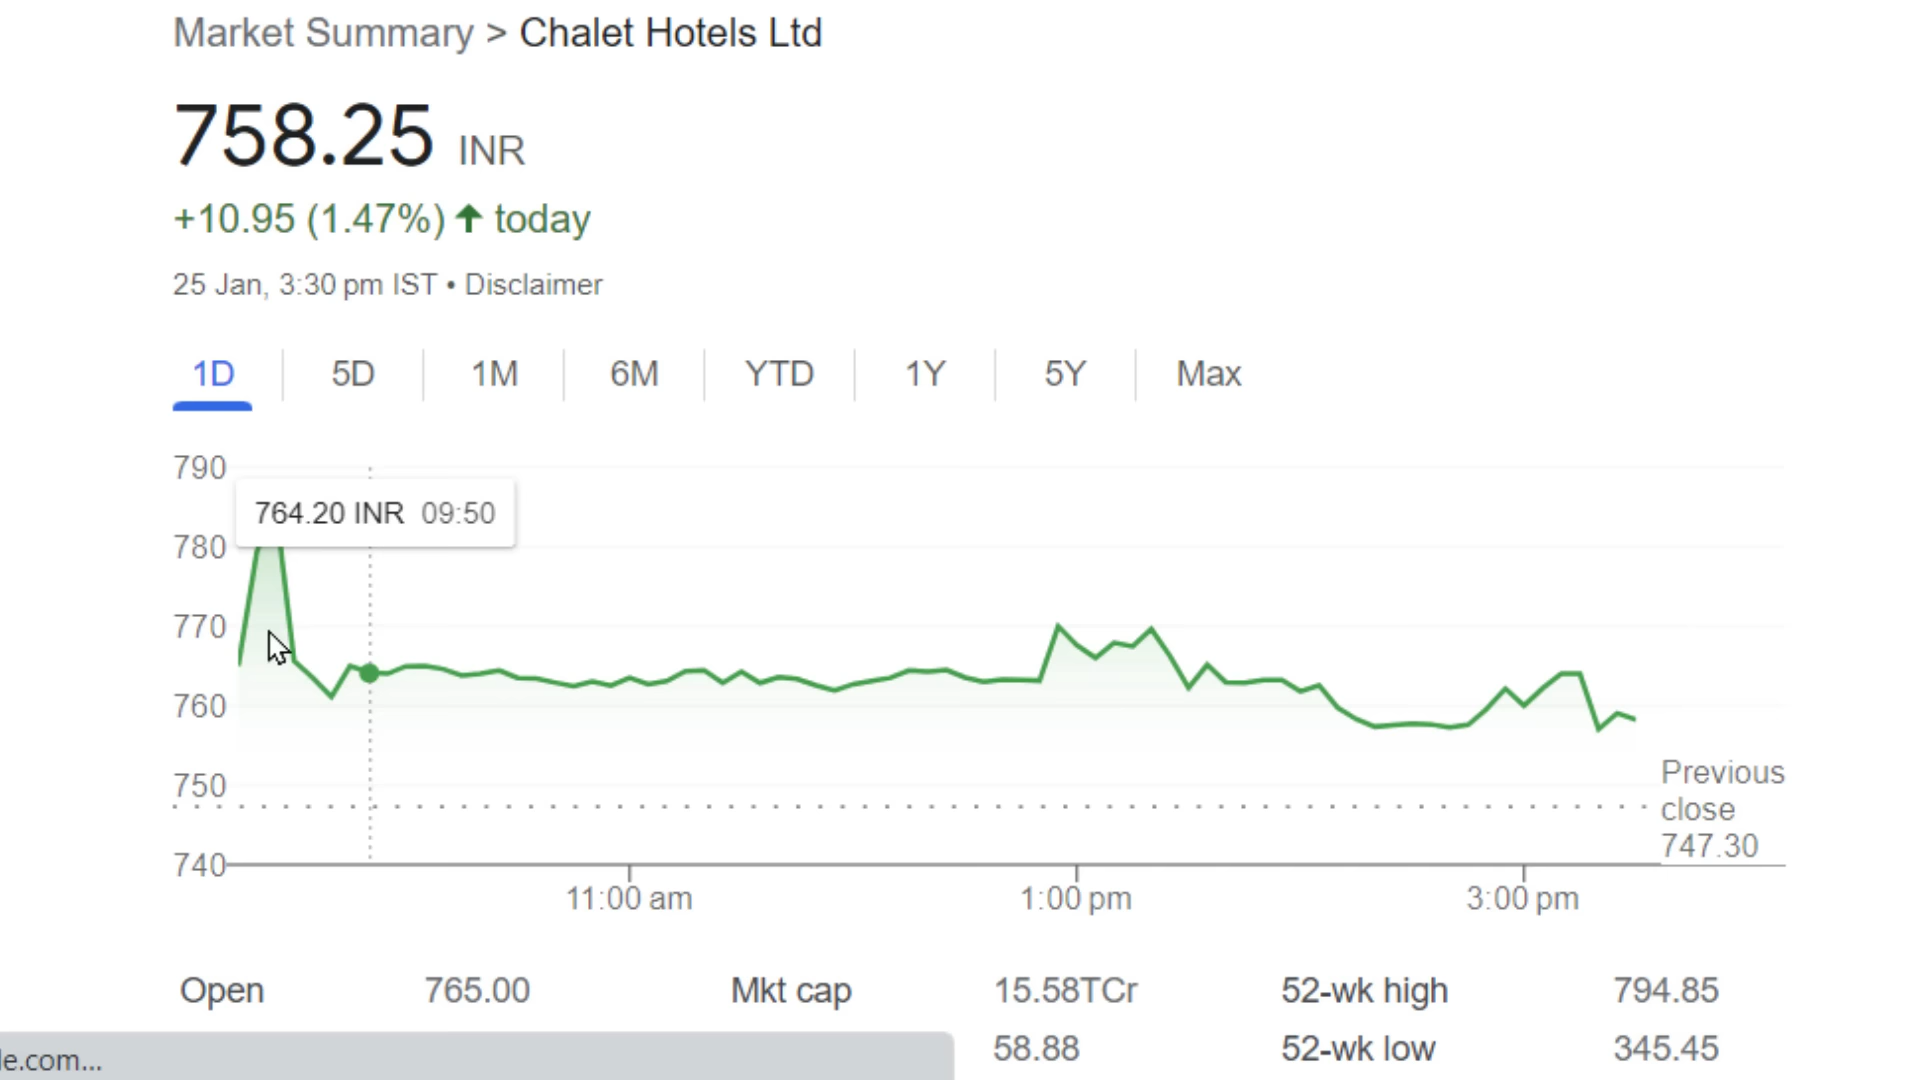 Market Summary > Chalet Hotels Ltd
758.25 INR
+10.95 (1.47%) ↑ today
25 Jan, 3:30 pm IST • Disclaimer
1D 5D 1M 6M YTD 1Y 5Y Max
790
764.20 INR 09:50
780
770
760
750
Previous
close
747.30
740
11:00 am 1:00 pm 3:00 pm
Open 765.00 Mkt cap 15.58TCr 52-wk high 794.85
58.88 52-wk low 345.45
le.com...